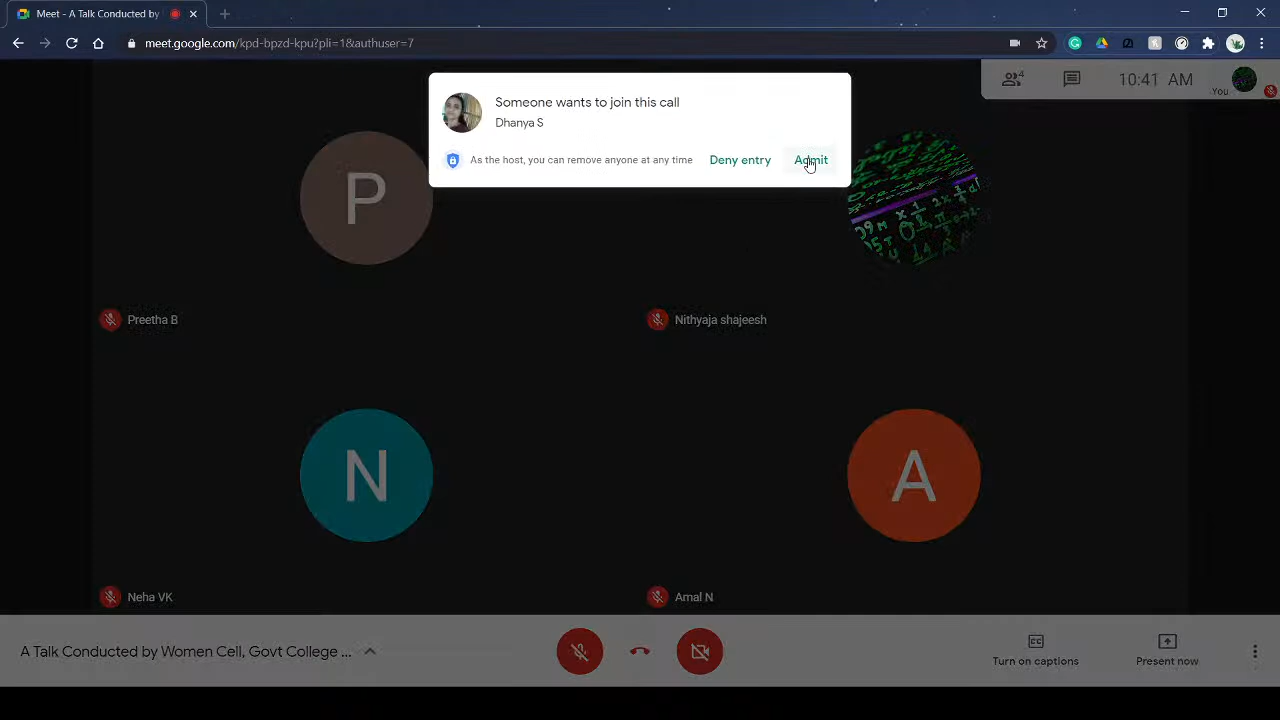 Meet - A Talk Conducted by
meet.google.com/kpd-bpzd-kpu?pli=1&authuser=7
4
10:41 AM
You
Someone wants to join this call
Dhanya S
As the host, you can remove anyone at any time
Deny entry
Admit
P
Preetha B
Nithyaja shajeesh
N
A
Neha VK
Amal N
A Talk Conducted by Women Cell, Govt College ...
CC
Turn on captions
Present now